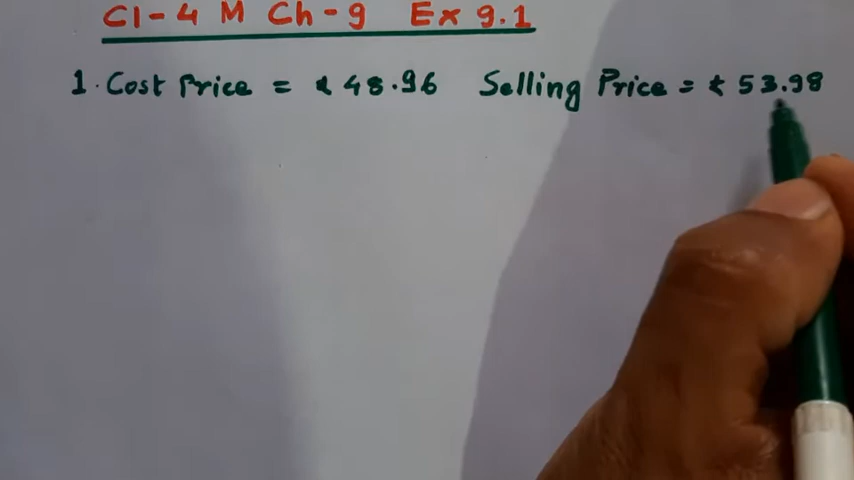 Cl-4 M Ch-9 Ex 9.1
1. Cost Price = ₹ 48.96 Selling Price = ₹ 53.98